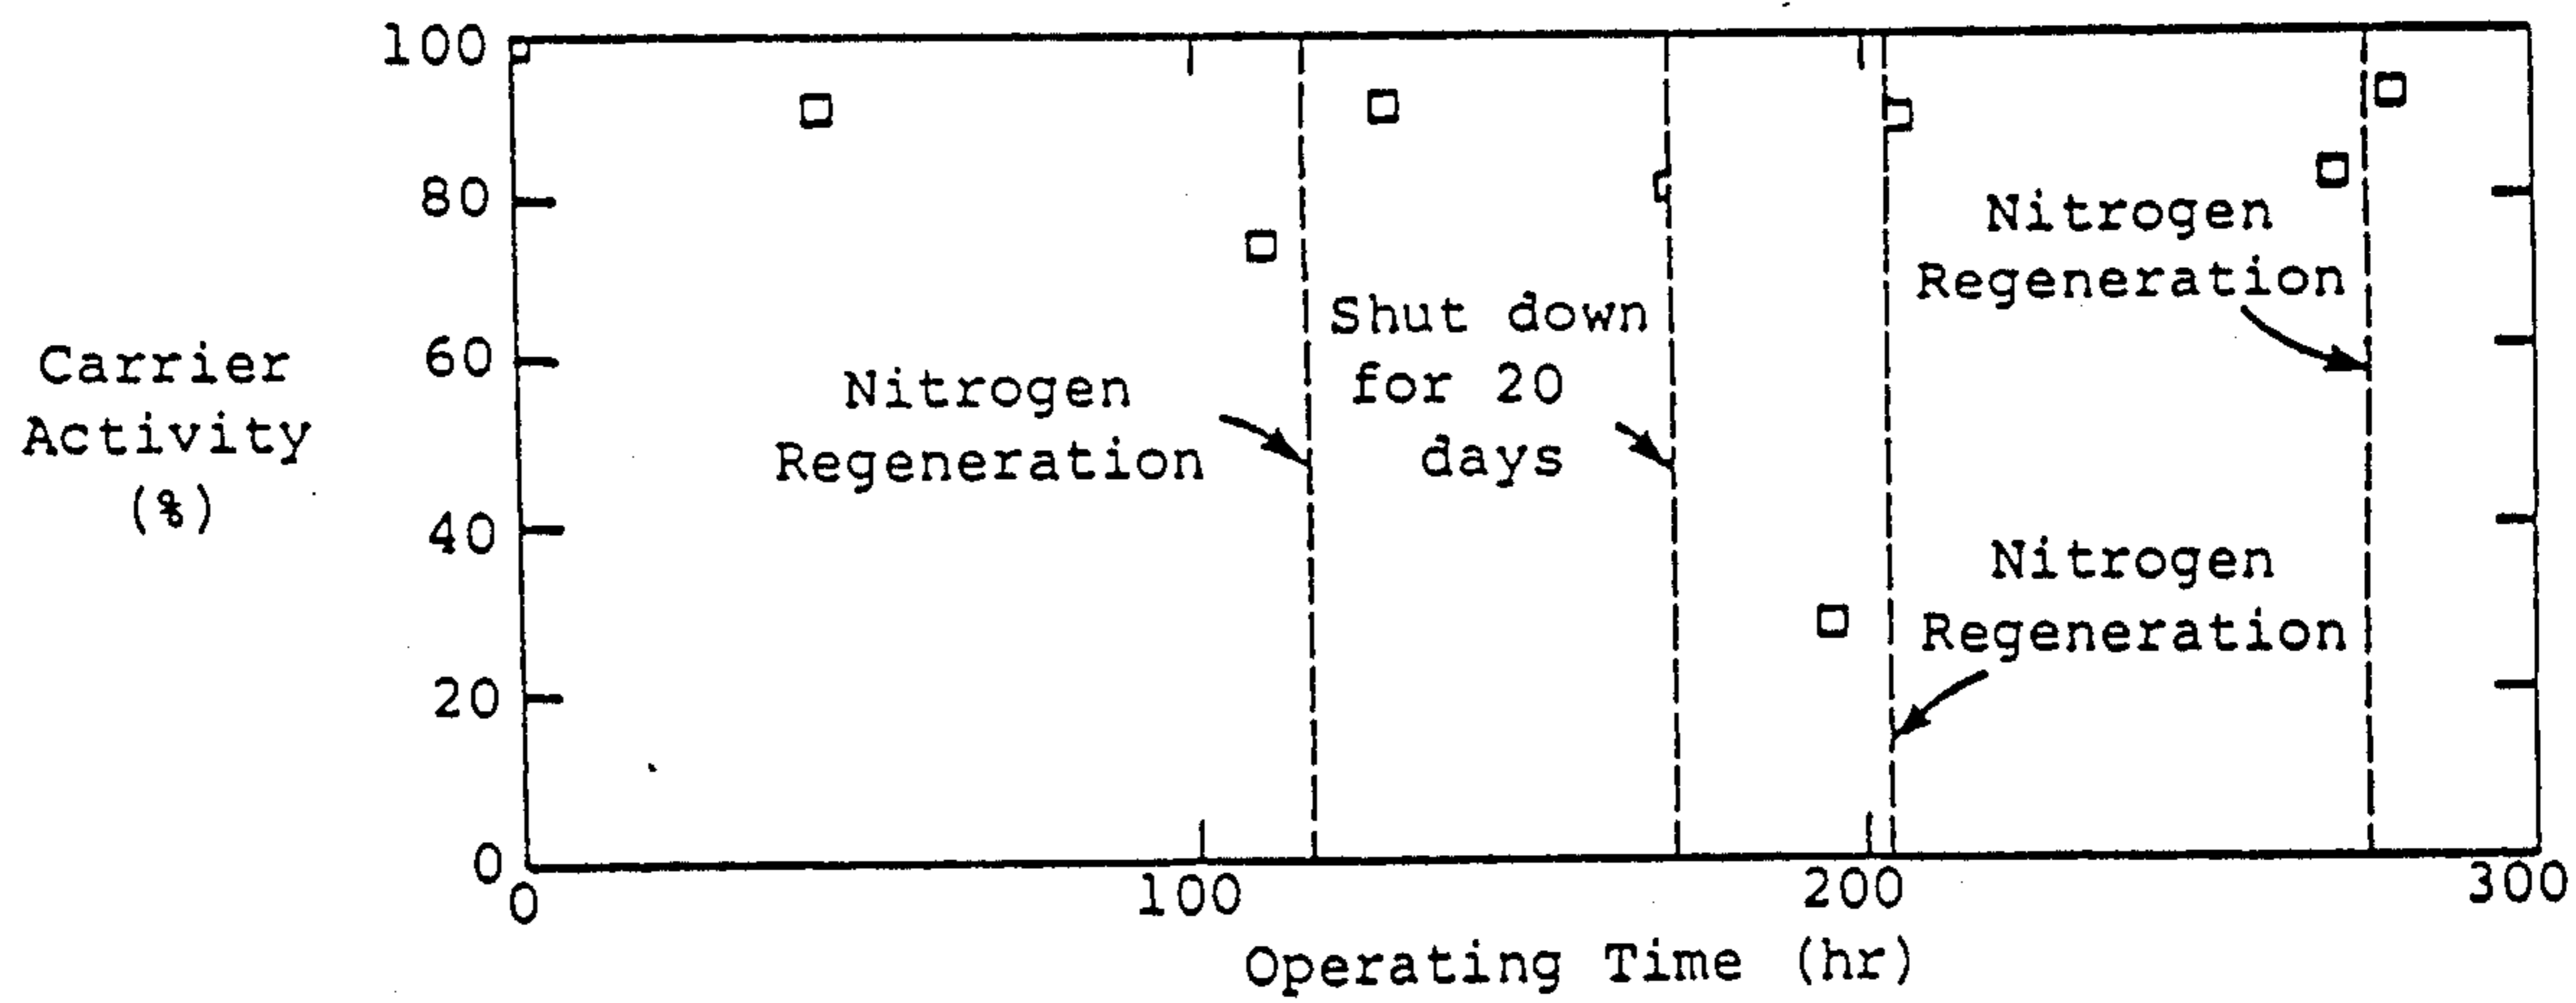 100
80
60
40
20
0
Carrier
Activity
(%)
Nitrogen
Regeneration
Shut down
for 20
days
Nitrogen
Regeneration
Nitrogen
Regeneration
0
100
200
300
Operating Time (hr)